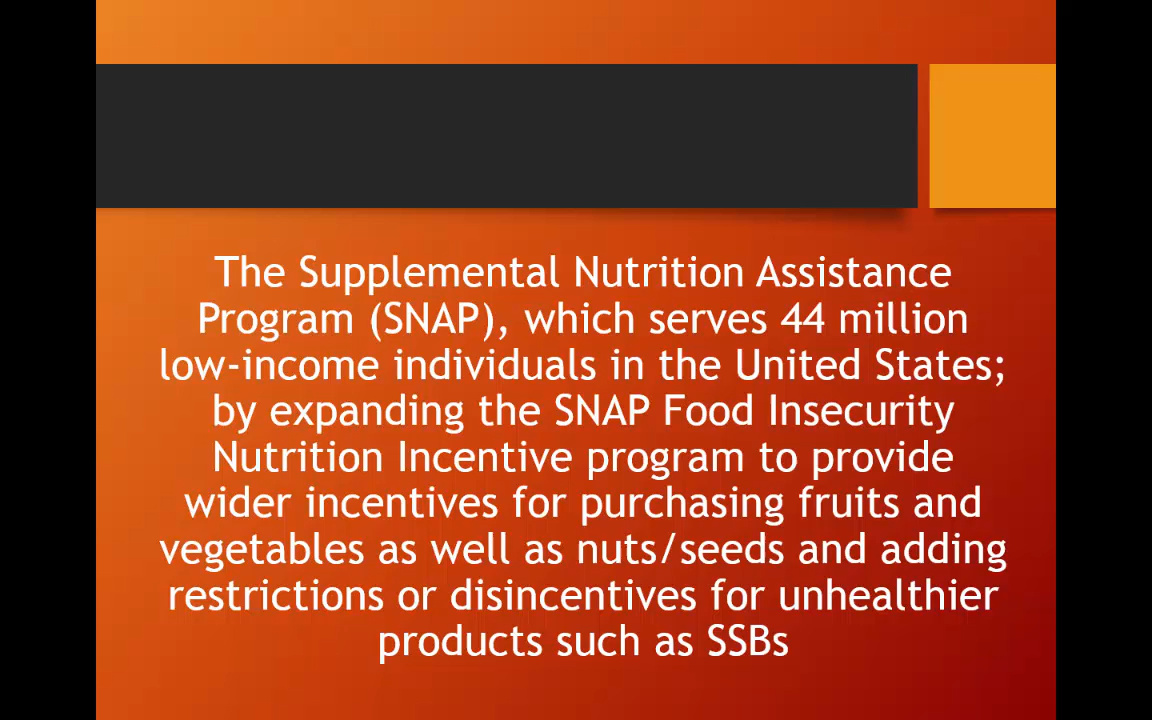 The Supplemental Nutrition Assistance
Program (SNAP), which serves 44 million
low-income individuals in the United States;
by expanding the SNAP Food Insecurity
Nutrition Incentive program to provide
wider incentives for purchasing fruits and
vegetables as well as nuts/seeds and adding
restrictions or disincentives for unhealthier
products such as SSBs